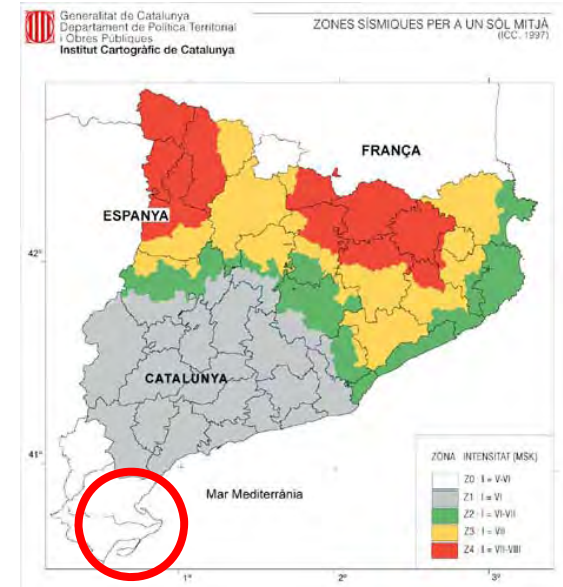 Generalitat de Catalunya
Departament de Política Territorial
i Obres Públiques
Institut Cartogràfic de Catalunya
ZONES SÍSMIQUES PER A UN SÒL MITJÀ
(ICC, 1997)
FRANÇA
ESPANYA
42°
CATALUNYA
41°
Mar Mediterrània
ZONA INTENSITAT (MSK)
Z0 : I = V-VI
Z1 : I = VI
Z2 : I = VI-VII
Z3 : I = VII
Z4 : I = VII-VIII
1° 2° 3°